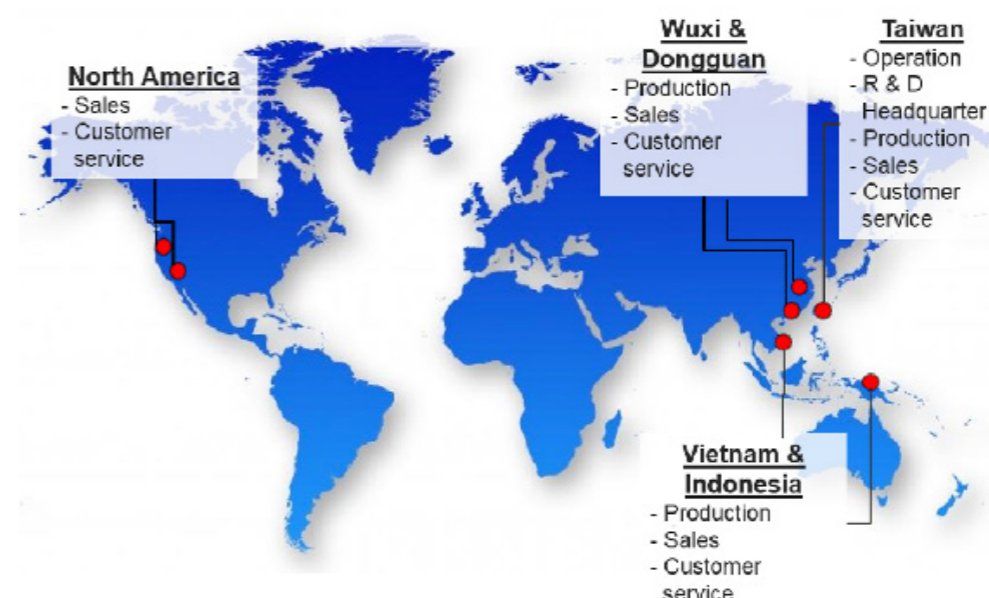 North America
- Sales
- Customer
service
Wuxi &
Dongguan
- Production
- Sales
- Customer
service
Taiwan
- Operation
- R & D
Headquarter
- Production
- Sales
- Customer
service
Vietnam &
Indonesia
- Production
- Sales
- Customer
service